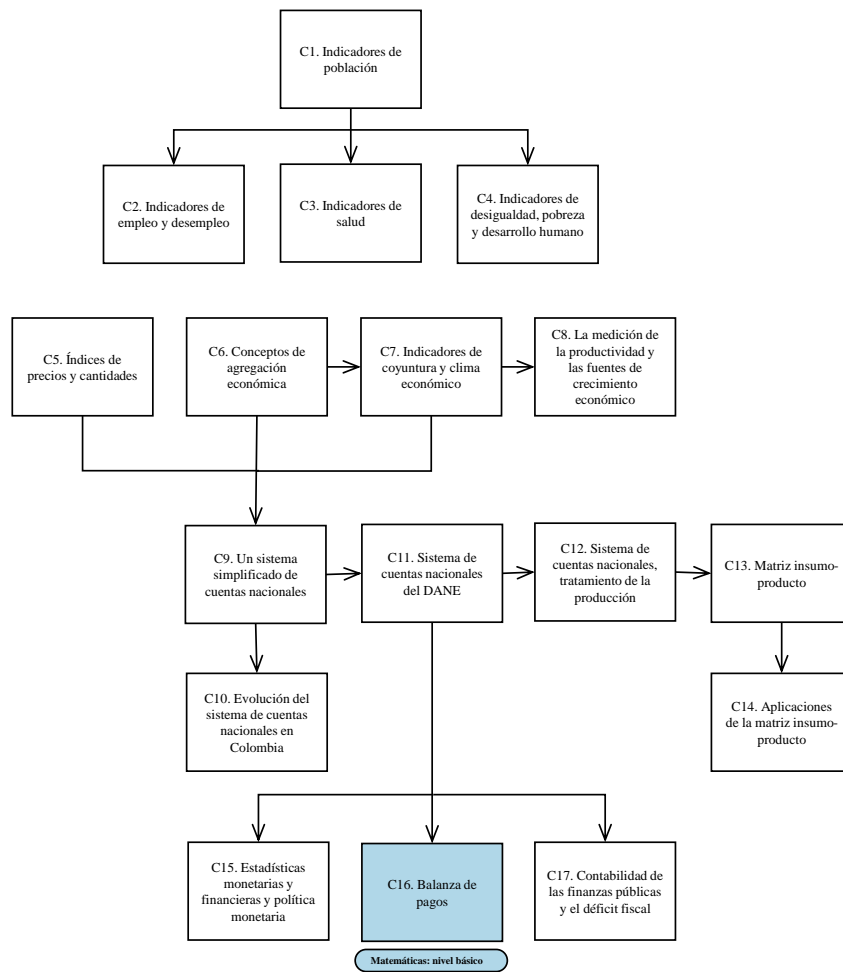 C1. Indicadores de
población
C2. Indicadores de
empleo y desempleo
C3. Indicadores de
salud
C4. Indicadores de
desigualdad, pobreza
y desarrollo humano
C5. Índices de
precios y cantidades
C6. Conceptos de
agregación
económica
C7. Indicadores de
coyuntura y clima
económico
C8. La medición de
la productividad y
las fuentes de
crecimiento
económico
C9. Un sistema
simplificado de
cuentas nacionales
C11. Sistema de
cuentas nacionales
del DANE
C12. Sistema de
cuentas nacionales,
tratamiento de la
producción
C13. Matriz insumo-
producto
C10. Evolución del
sistema de cuentas
nacionales en
Colombia
C14. Aplicaciones
de la matriz insumo-
producto
C15. Estadísticas
monetarias y
financieras y política
monetaria
C16. Balanza de
pagos
C17. Contabilidad de
las finanzas públicas
y el déficit fiscal
Matemáticas: nivel básico